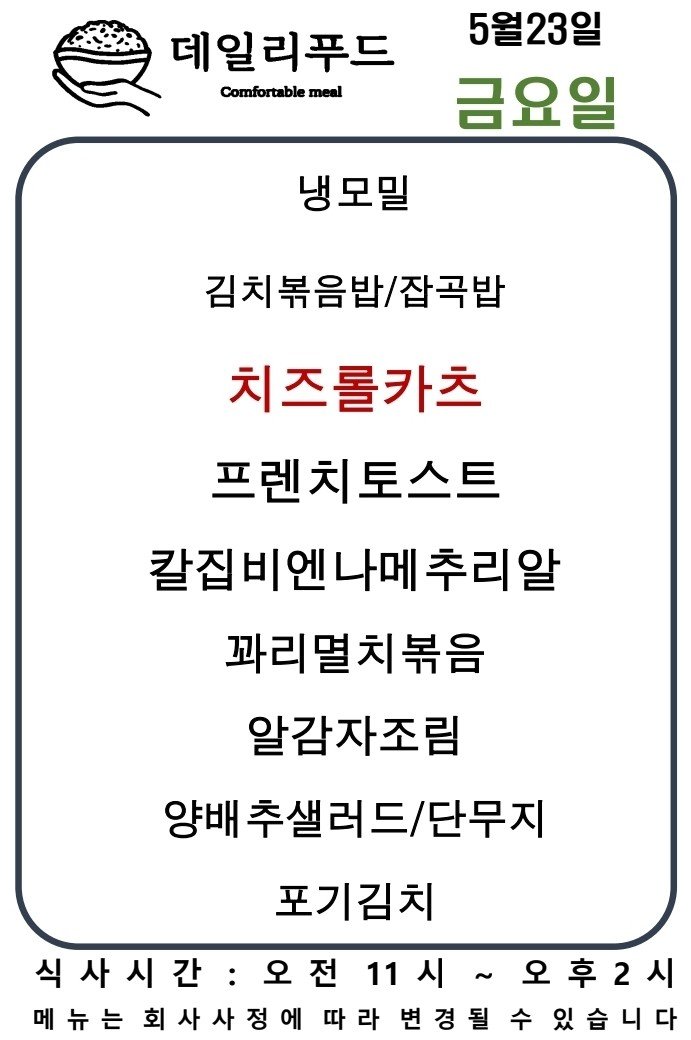 데일리푸드
Comfortable meal
5월23일
금요일
냉모밀
김치볶음밥/잡곡밥
치즈롤카츠
프렌치토스트
칼집비엔나메추리알
꽈리멸치볶음
알감자조림
양배추샐러드/단무지
포기김치
식사시간 : 오전 11시 ~ 오후2시
메뉴는 회사사정에 따라 변경될 수 있습니다